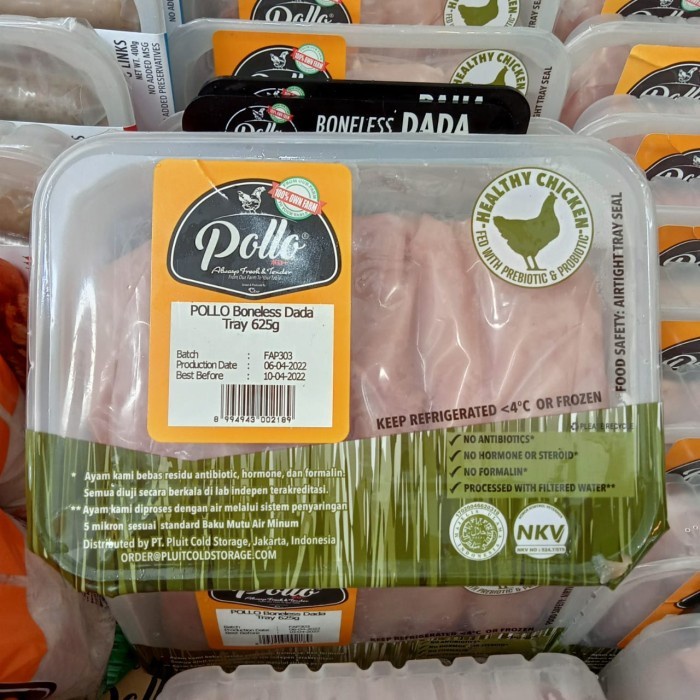 LINKS
NET WT. 400g
NO ADDED MSG
ADDED PRESERVATIVES
Pollo
HEALTHY CHICKEN
BONELESS DADA
100% OWN FARM
Pollo
Always Fresh & Tender
HEALTHY CHICKEN
FED WITH PREBIOTIC & PROBIOTIC
FOOD SAFETY: AIRTIGHT TRAY SEAL
POLLO Boneless Dada
Tray 625g
Batch : FAP303
Production Date : 06-04-2022
Best Before : 10-04-2022
8 994943 002189
KEEP REFRIGERATED <4°C OR FROZEN
PLEASE RECYCLE
✓ NO ANTIBIOTICS*
✓ NO HORMONE OR STEROID*
✓ NO FORMALIN*
✓ PROCESSED WITH FILTERED WATER**
* Ayam kami bebas residu antibiotic, hormone, dan formalin.
Semua diuji secara berkala di lab indepen terakreditasi.
** Ayam kami diproses dengan air melalui sistem penyaringan
5 mikron sesuai standard Baku Mutu Air Minum
Distributed by PT. Pluit Cold Storage, Jakarta, Indonesia
ORDER@PLUITCOLDSTORAGE.COM
NKV
Pollo
POLLO Boneless Dada
Tray 625g